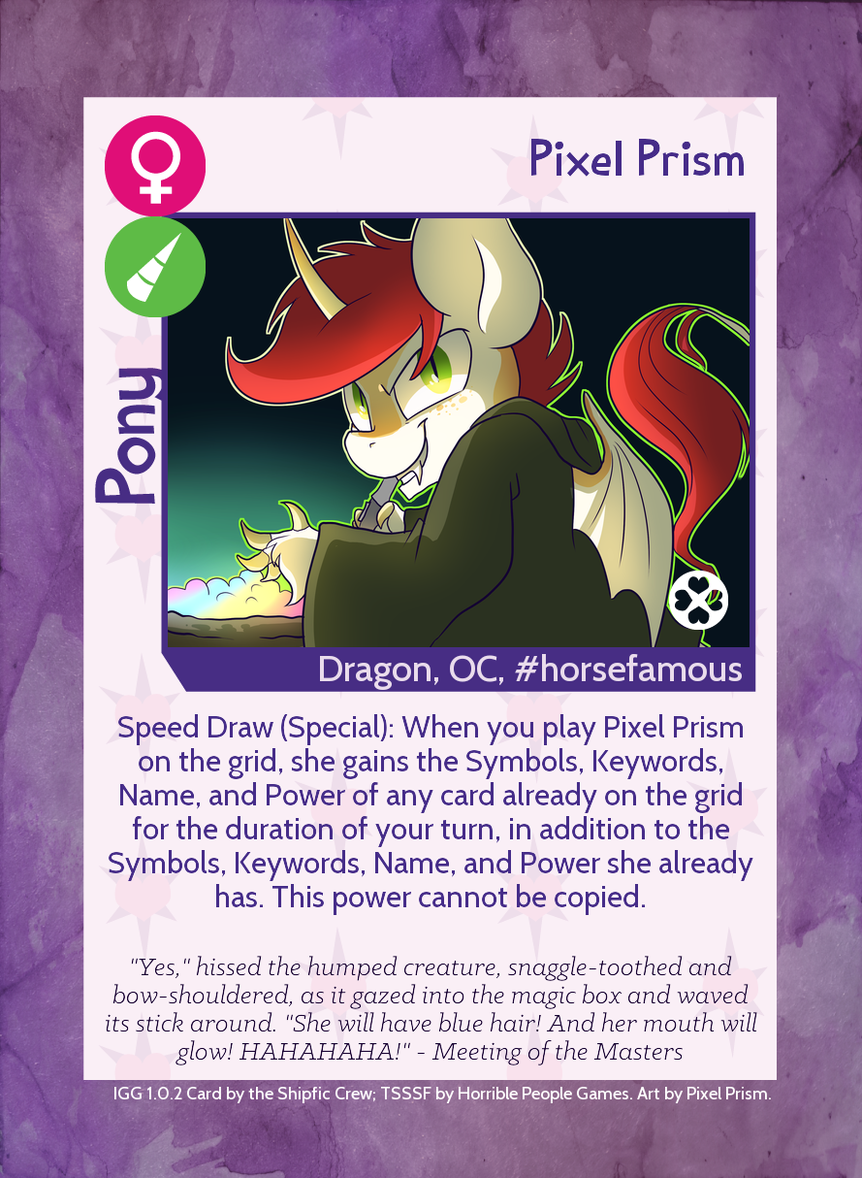 Pixel Prism
Pony
Dragon, OC, #horsefamous
Speed Draw (Special): When you play Pixel Prism
on the grid, she gains the Symbols, Keywords,
Name, and Power of any card already on the grid
for the duration of your turn, in addition to the
Symbols, Keywords, Name, and Power she already
has. This power cannot be copied.
"Yes," hissed the humped creature, snaggle-toothed and
bow-shouldered, as it gazed into the magic box and waved
its stick around. "She will have blue hair! And her mouth will
glow! HAHAHAHA!" - Meeting of the Masters
IGG 1.0.2 Card by the Shipfic Crew; TSSSF by Horrible People Games. Art by Pixel Prism.